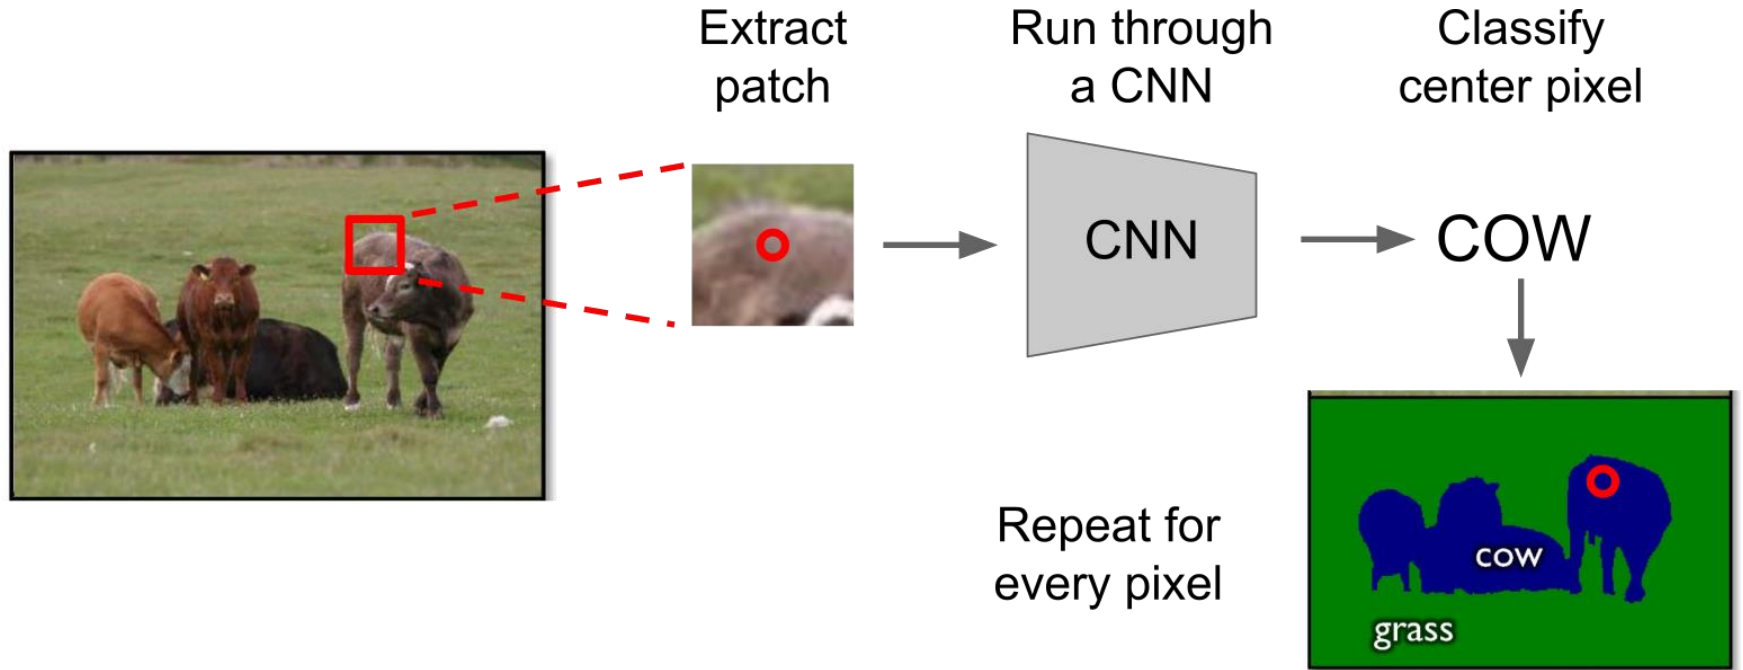 Extract
patch
Run through
a CNN
Classify
center pixel
CNN
COW
Repeat for
every pixel
cow
grass